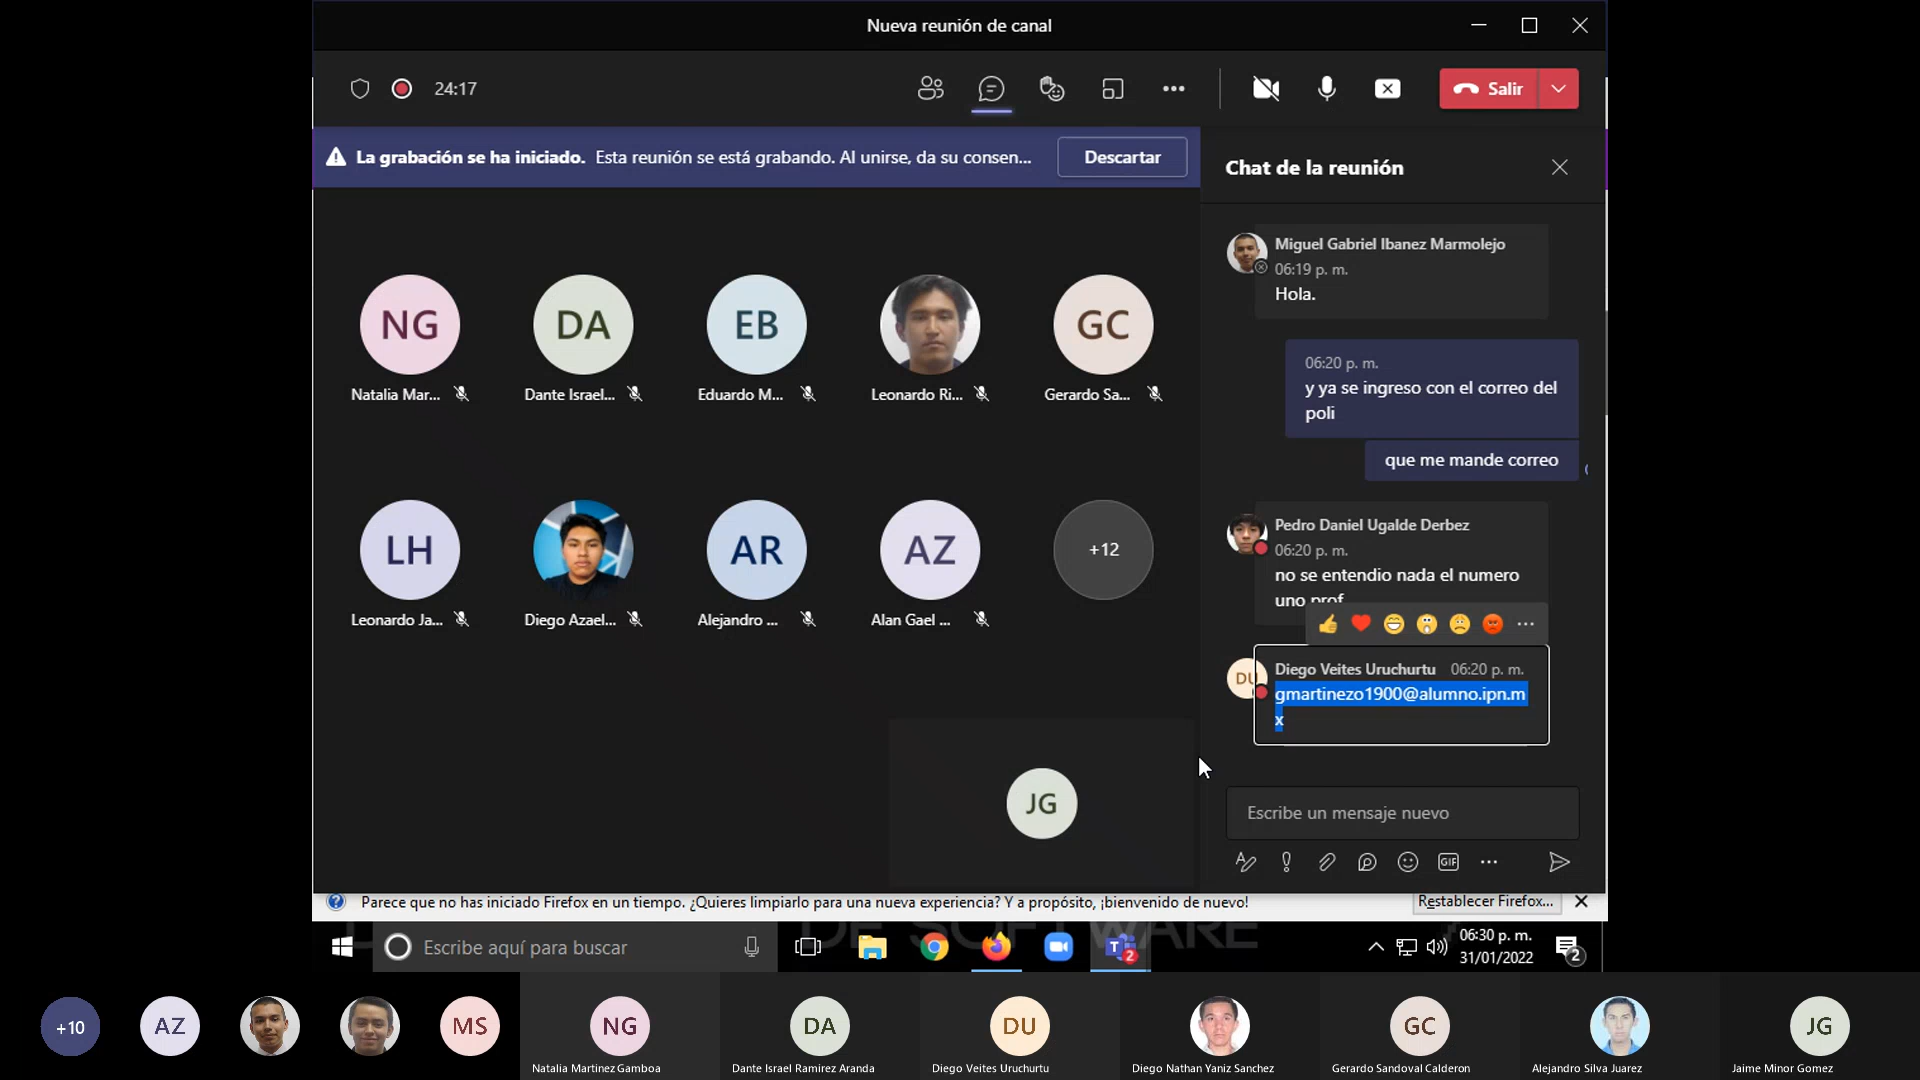 Nueva reunión de canal
24:17
Salir
La grabación se ha iniciado. Esta reunión se está grabando. Al unirse, da su consen...
Descartar
Chat de la reunión
Miguel Gabriel Ibanez Marmolejo
06:19 p. m.
Hola.
06:20 p. m.
y ya se ingreso con el correo del
poli
que me mande correo
Pedro Daniel Ugalde Derbez
06:20 p. m.
no se entendio nada el numero
uno prof
Diego Veites Uruchurtu 06:20 p. m.
gmartinezo1900@alumno.ipn.m
x
Escribe un mensaje nuevo
GIF
NG
DA
EB
GC
Natalia Mar...
Dante Israel...
Eduardo M...
Leonardo Ri...
Gerardo Sa...
LH
AR
AZ
+12
Leonardo Ja...
Diego Azael...
Alejandro ...
Alan Gael ...
JG
DU
Parece que no has iniciado Firefox en un tiempo. ¿Quieres limpiarlo para una nueva experiencia? Y a propósito, ¡bienvenido de nuevo!
Restablecer Firefox...
DE SOFTWARE
Escribe aquí para buscar
T
2
06:30 p. m.
31/01/2022
2
+10
AZ
MS
NG
DA
DU
GC
JG
Natalia Martinez Gamboa
Dante Israel Ramirez Aranda
Diego Veites Uruchurtu
Diego Nathan Yaniz Sanchez
Gerardo Sandoval Calderon
Alejandro Silva Juarez
Jaime Minor Gomez